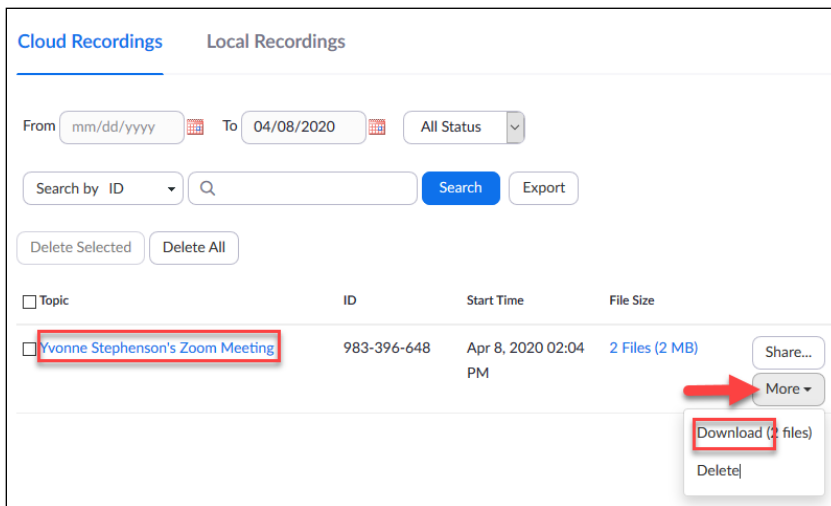 Cloud Recordings Local Recordings
From mm/dd/yyyy To 04/08/2020 All Status
Search by ID Search Export
Delete Selected Delete All
Topic ID Start Time File Size
Yvonne Stephenson's Zoom Meeting 983-396-648 Apr 8, 2020 02:04 2 Files (2 MB) Share...
PM
More
Download (2 files)
Delete